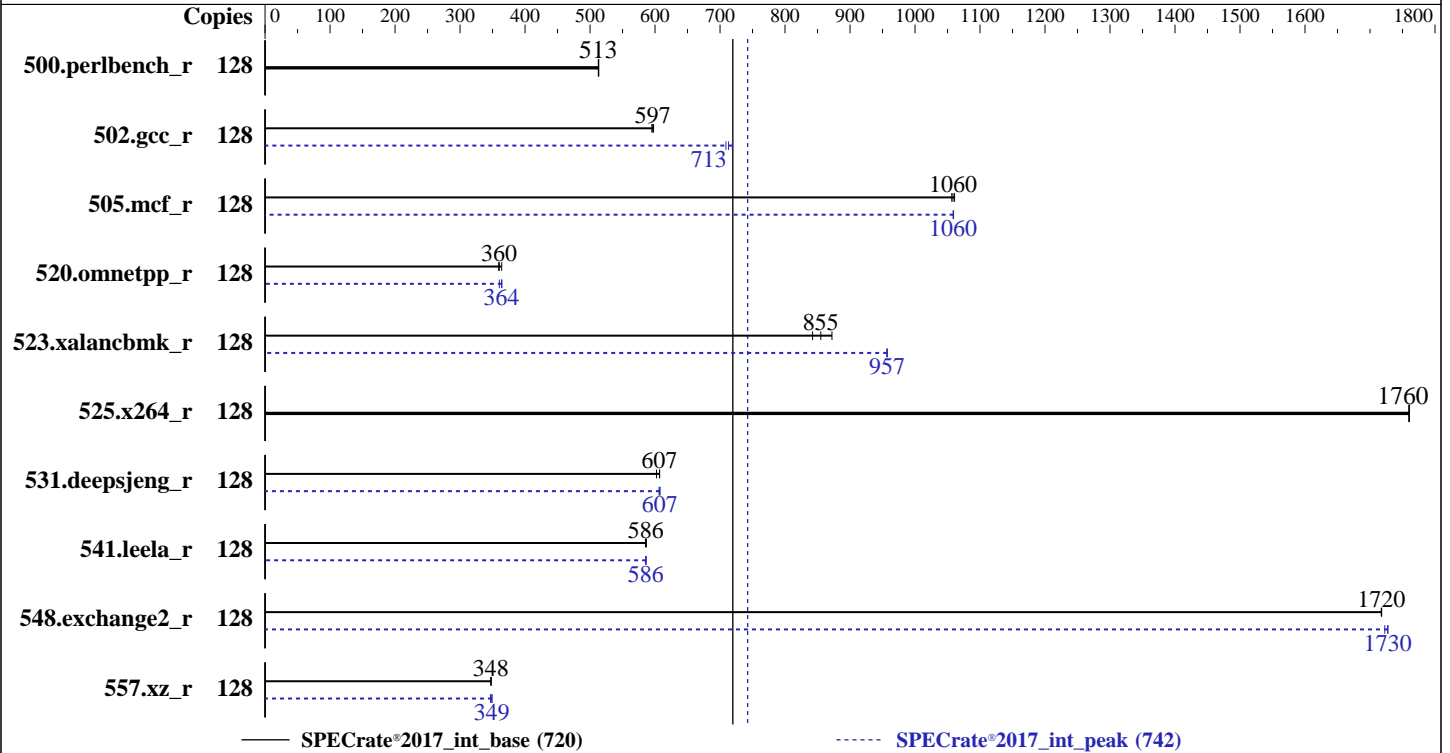 Copies 0 100 200 300 400 500 600 700 800 900 1000 1100 1200 1300 1400 1500 1600 1800
500.perlbench_r 128 513
502.gcc_r 128 597
713
505.mcf_r 128 1060
1060
520.omnetpp_r 128 360
364
523.xalancbmk_r 128 855
957
525.x264_r 128 1760
531.deepsjeng_r 128 607
607
541.leela_r 128 586
586
548.exchange2_r 128 1720
1730
557.xz_r 128 348
349
SPECrate®2017_int_base (720) SPECrate®2017_int_peak (742)